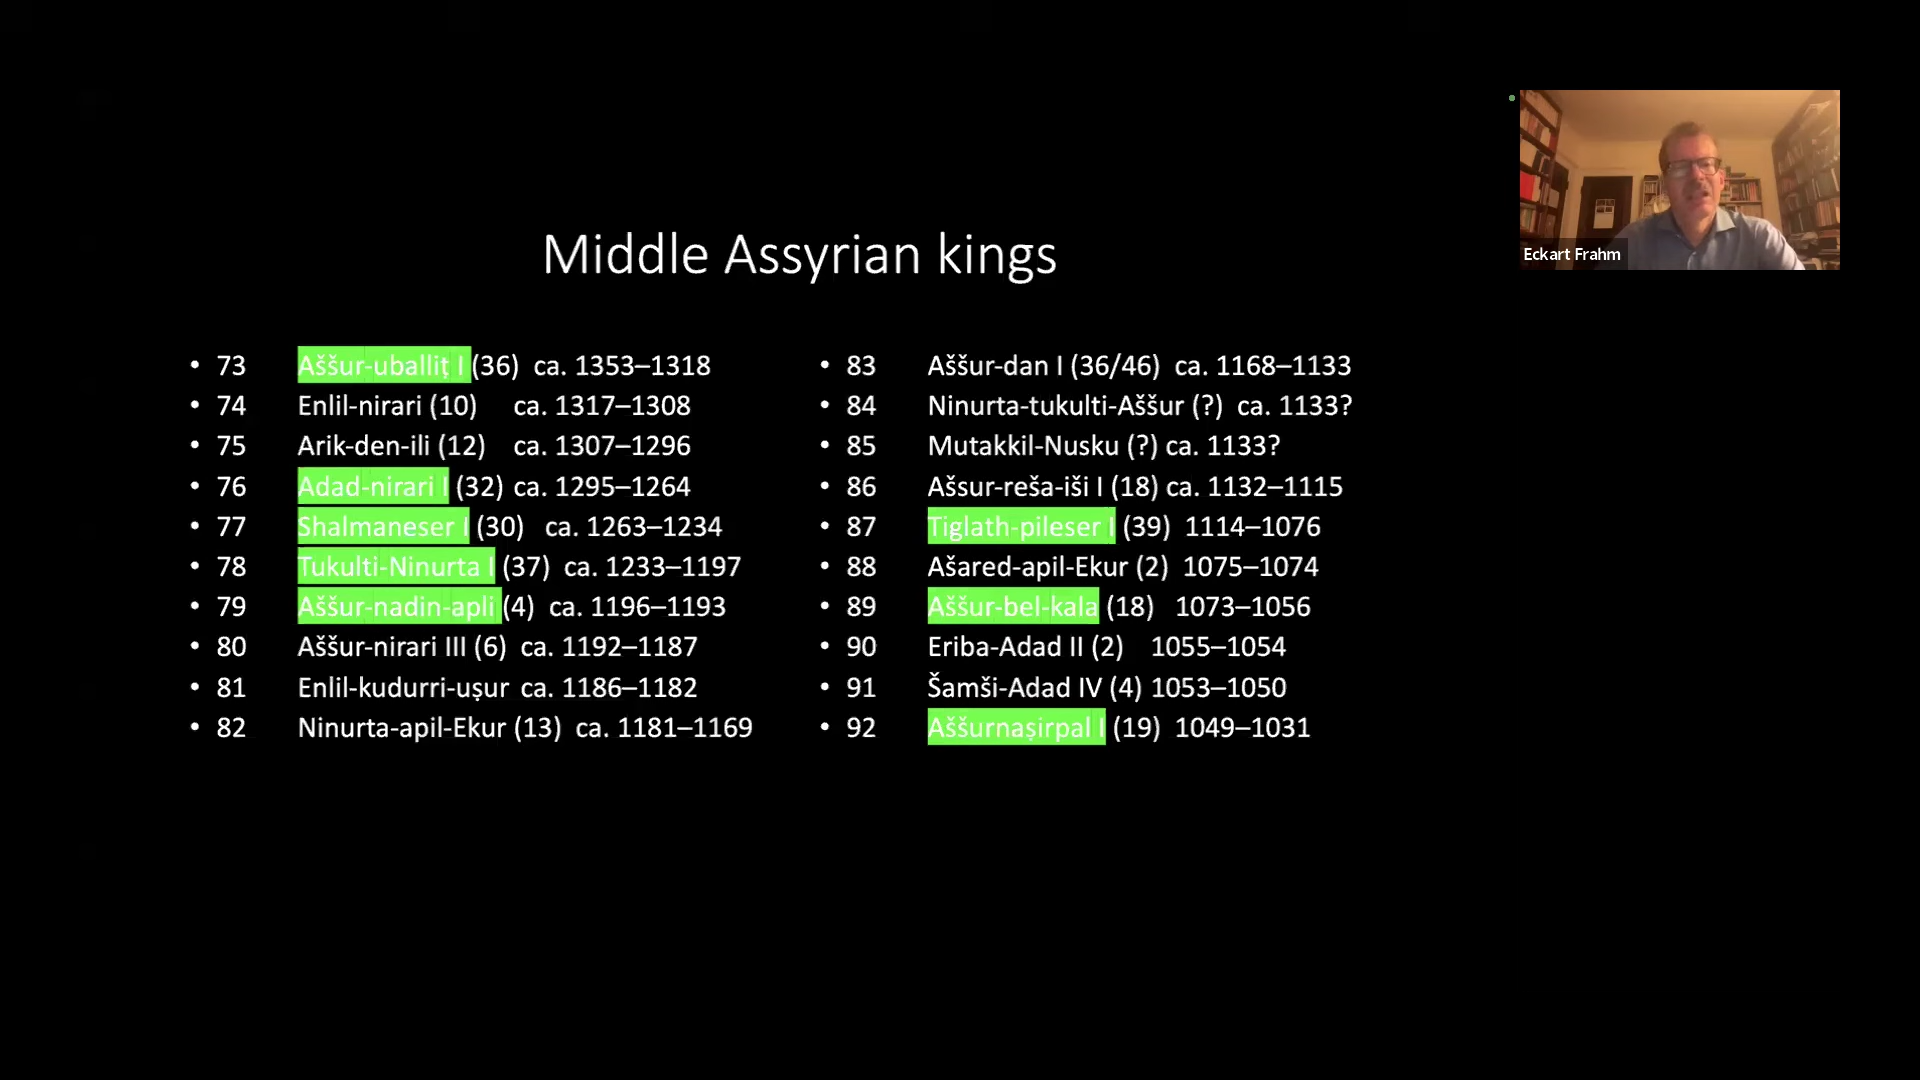 Middle Assyrian kings
• 73 Aššur-uballiṭ I (36) ca. 1353–1318
• 74 Enlil-nirari (10) ca. 1317–1308
• 75 Arik-den-ili (12) ca. 1307–1296
• 76 Adad-nirari I (32) ca. 1295–1264
• 77 Shalmaneser I (30) ca. 1263–1234
• 78 Tukulti-Ninurta I (37) ca. 1233–1197
• 79 Aššur-nadin-apli (4) ca. 1196–1193
• 80 Aššur-nirari III (6) ca. 1192–1187
• 81 Enlil-kudurri-uṣur ca. 1186–1182
• 82 Ninurta-apil-Ekur (13) ca. 1181–1169
• 83 Aššur-dan I (36/46) ca. 1168–1133
• 84 Ninurta-tukulti-Aššur (?) ca. 1133?
• 85 Mutakkil-Nusku (?) ca. 1133?
• 86 Ašsur-reša-iši I (18) ca. 1132–1115
• 87 Tiglath-pileser I (39) 1114–1076
• 88 Ašared-apil-Ekur (2) 1075–1074
• 89 Aššur-bel-kala (18) 1073–1056
• 90 Eriba-Adad II (2) 1055–1054
• 91 Šamši-Adad IV (4) 1053–1050
• 92 Aššurnaṣirpal I (19) 1049–1031
Eckart Frahm